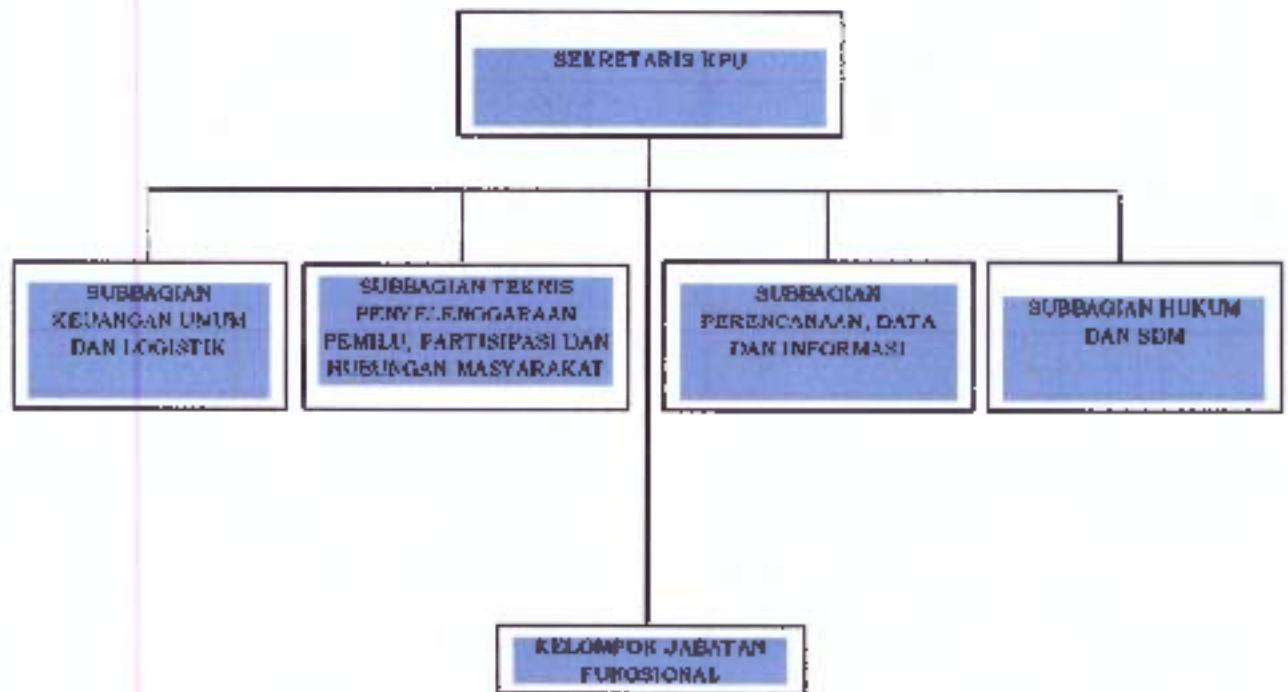 SEKRETARIS KPU
SUBBAGIAN
KEUANGAN UMUM
DAN LOGISTIK
SUBBAGIAN TEKNIS
PENYELENGGARAAN
PEMILU, PARTISIPASI DAN
HUBUNGAN MASYARAKAT
SUBBAGIAN
PERENCANAAN, DATA
DAN INFORMASI
SUBBAGIAN HUKUM
DAN SDM
KELOMPOK JABATAN
FUNGSIONAL